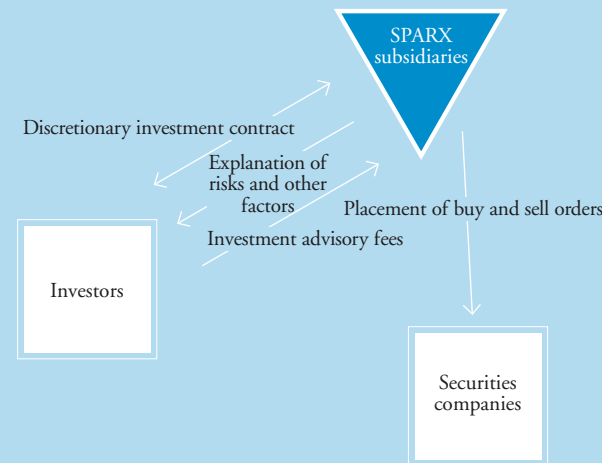 SPARX
subsidiaries
Discretionary investment contract
Explanation of
risks and other
factors
Placement of buy and sell orders
Investment advisory fees
Investors
Securities
companies